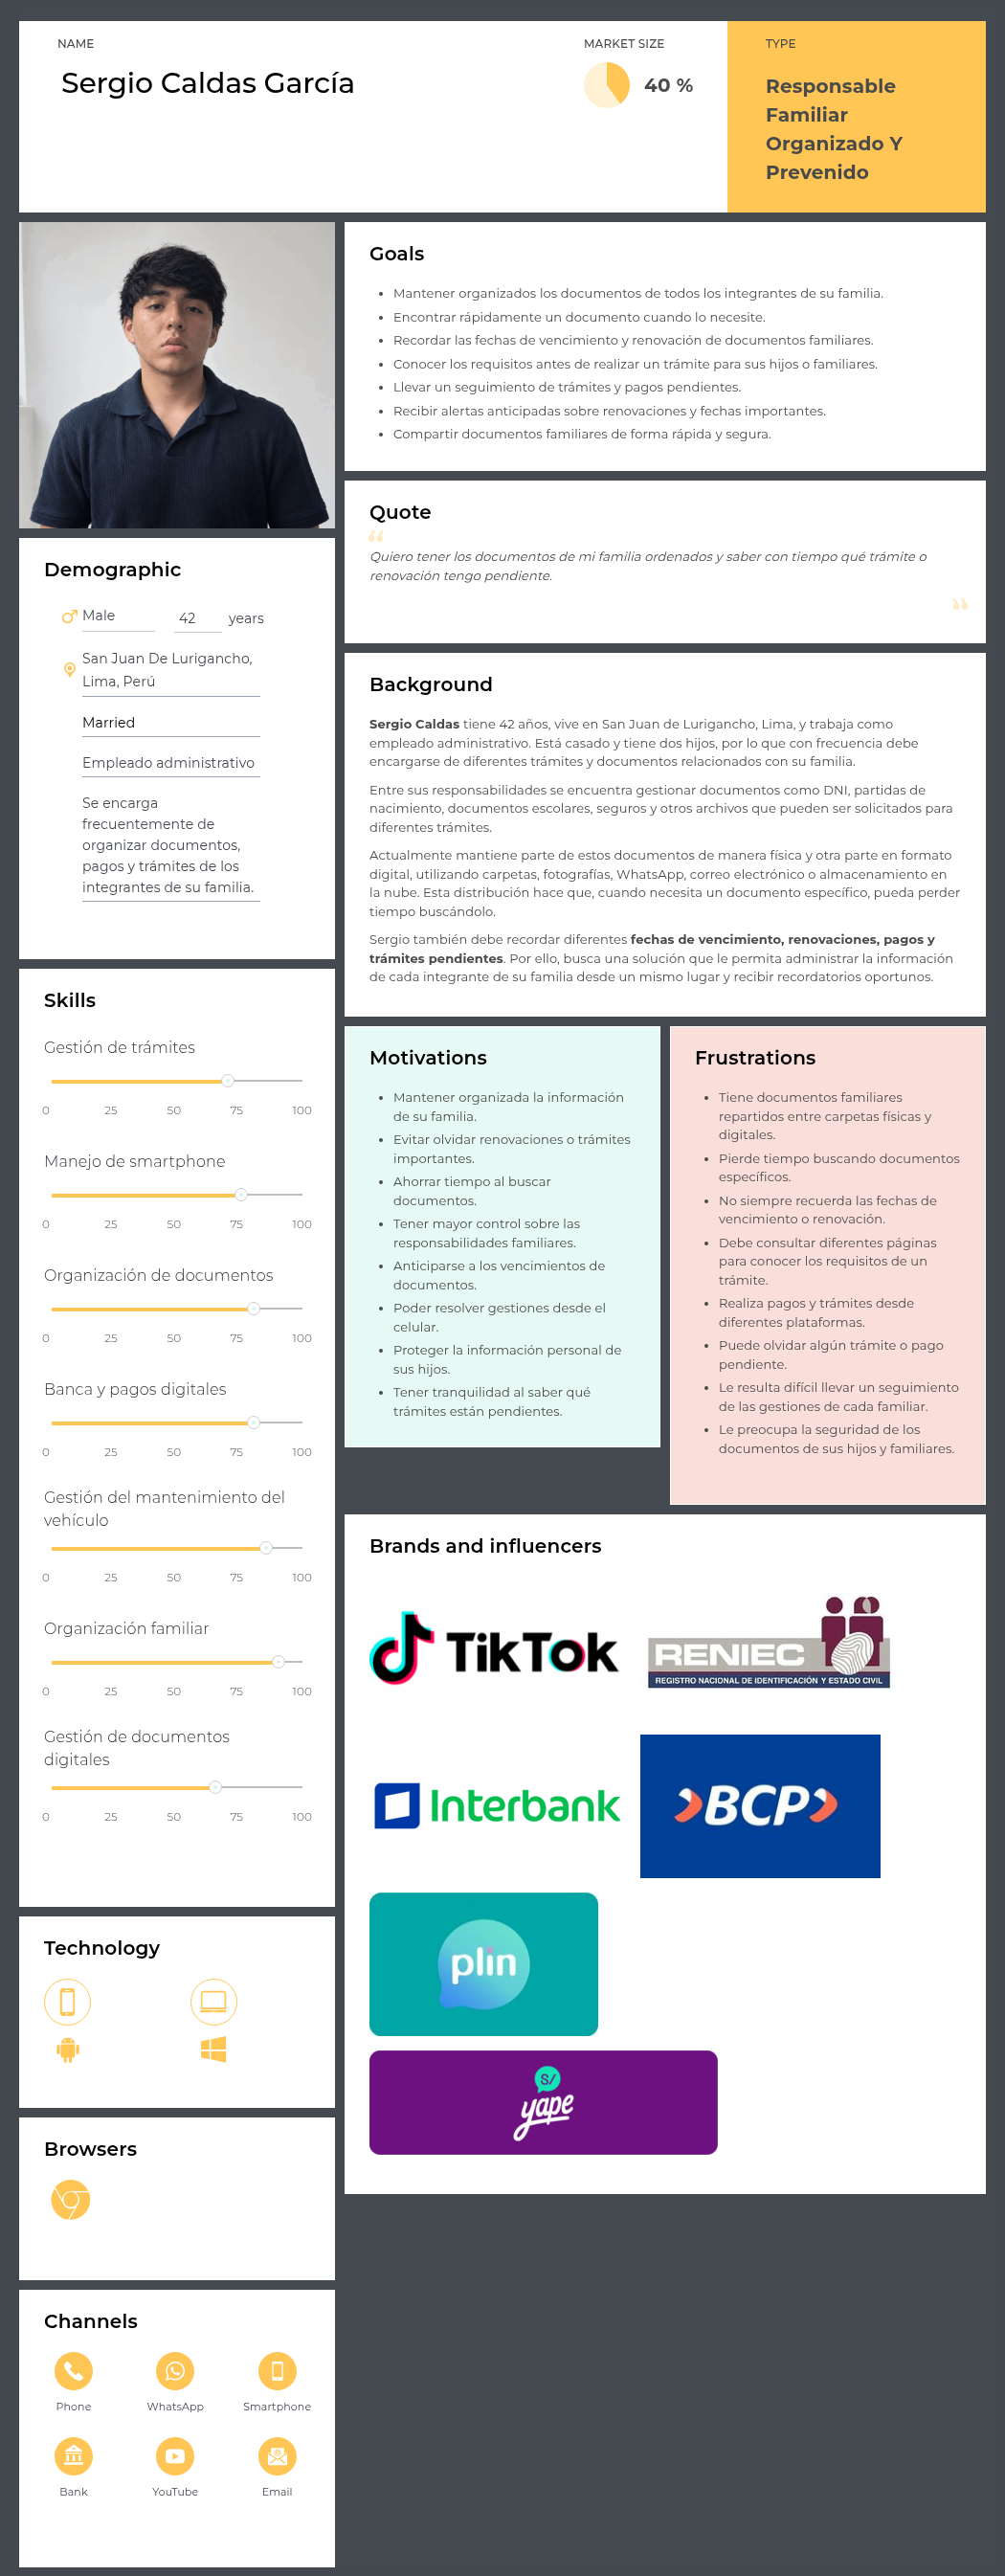 NAME
Sergio Caldas García
MARKET SIZE
40 %
TYPE
Responsable
Familiar
Organizado Y
Prevenido
Goals
• Mantener organizados los documentos de todos los integrantes de su familia.
• Encontrar rápidamente un documento cuando lo necesite.
• Recordar las fechas de vencimiento y renovación de documentos familiares.
• Conocer los requisitos antes de realizar un trámite para sus hijos o familiares.
• Llevar un seguimiento de trámites y pagos pendientes.
• Recibir alertas anticipadas sobre renovaciones y fechas importantes.
• Compartir documentos familiares de forma rápida y segura.
Quote
“
Quiero tener los documentos de mi familia ordenados y saber con tiempo qué trámite o
renovación tengo pendiente.
”
Demographic
Male 42 years
San Juan De Lurigancho,
Lima, Perú
Married
Empleado administrativo
Se encarga
frecuentemente de
organizar documentos,
pagos y trámites de los
integrantes de su familia.
Background
Sergio Caldas tiene 42 años, vive en San Juan de Lurigancho, Lima, y trabaja como
empleado administrativo. Está casado y tiene dos hijos, por lo que con frecuencia debe
encargarse de diferentes trámites y documentos relacionados con su familia.
Entre sus responsabilidades se encuentra gestionar documentos como DNI, partidas de
nacimiento, documentos escolares, seguros y otros archivos que pueden ser solicitados para
diferentes trámites.
Actualmente mantiene parte de estos documentos de manera física y otra parte en formato
digital, utilizando carpetas, fotografías, WhatsApp, correo electrónico o almacenamiento en
la nube. Esta distribución hace que, cuando necesita un documento específico, pueda perder
tiempo buscándolo.
Sergio también debe recordar diferentes fechas de vencimiento, renovaciones, pagos y
trámites pendientes. Por ello, busca una solución que le permita administrar la información
de cada integrante de su familia desde un mismo lugar y recibir recordatorios oportunos.
Skills
Gestión de trámites
0 25 50 75 100
Manejo de smartphone
0 25 50 75 100
Organización de documentos
0 25 50 75 100
Banca y pagos digitales
0 25 50 75 100
Gestión del mantenimiento del
vehículo
0 25 50 75 100
Organización familiar
0 25 50 75 100
Gestión de documentos
digitales
0 25 50 75 100
Motivations
• Mantener organizada la información
de su familia.
• Evitar olvidar renovaciones o trámites
importantes.
• Ahorrar tiempo al buscar
documentos.
• Tener mayor control sobre las
responsabilidades familiares.
• Anticiparse a los vencimientos de
documentos.
• Poder resolver gestiones desde el
celular.
• Proteger la información personal de
sus hijos.
• Tener tranquilidad al saber qué
trámites están pendientes.
Frustrations
• Tiene documentos familiares
repartidos entre carpetas físicas y
digitales.
• Pierde tiempo buscando documentos
específicos.
• No siempre recuerda las fechas de
vencimiento o renovación.
• Debe consultar diferentes páginas
para conocer los requisitos de un
trámite.
• Realiza pagos y trámites desde
diferentes plataformas.
• Puede olvidar algún trámite o pago
pendiente.
• Le resulta difícil llevar un seguimiento
de las gestiones de cada familiar.
• Le preocupa la seguridad de los
documentos de sus hijos y familiares.
Brands and influencers
TikTok
RENIEC
REGISTRO NACIONAL DE IDENTIFICACIÓN Y ESTADO CIVIL
Interbank
BCP
plin
S/
yape
Technology
Browsers
Channels
Phone WhatsApp Smartphone
Bank YouTube Email